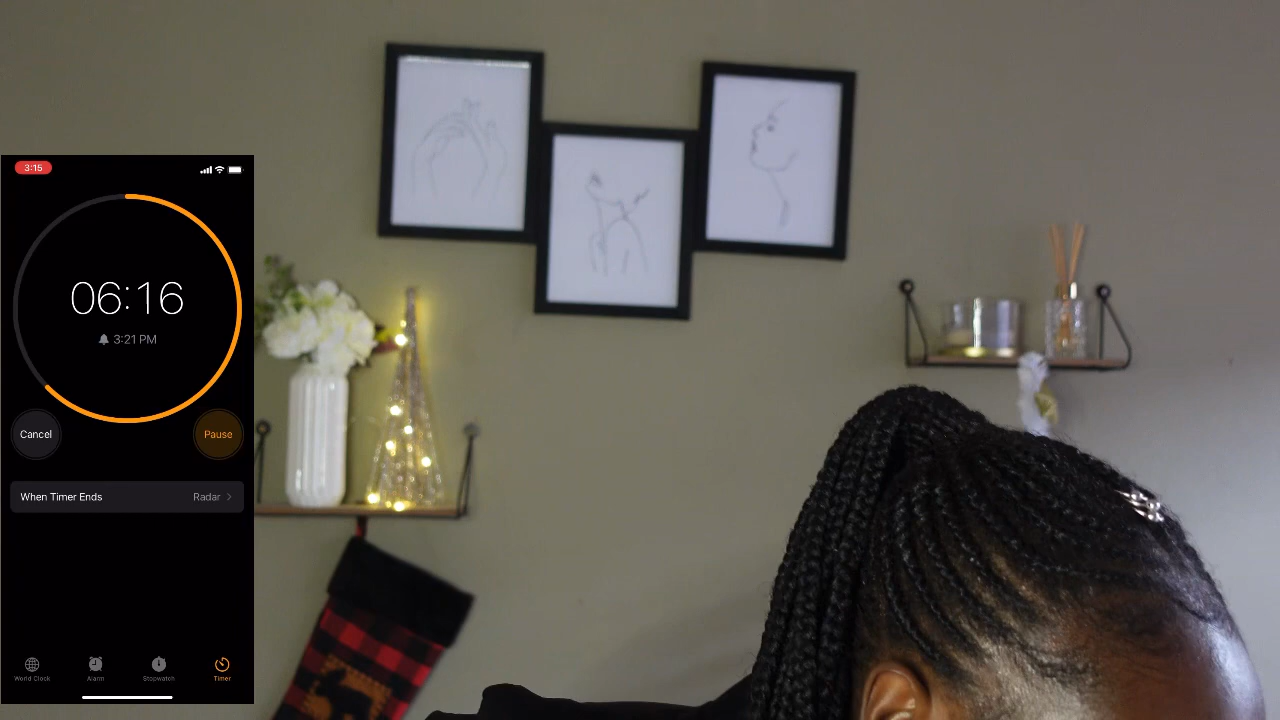 3:15
06:16
3:21 PM
Cancel
Pause
When Timer Ends
Radar
World Clock
Alarm
Stopwatch
Timer